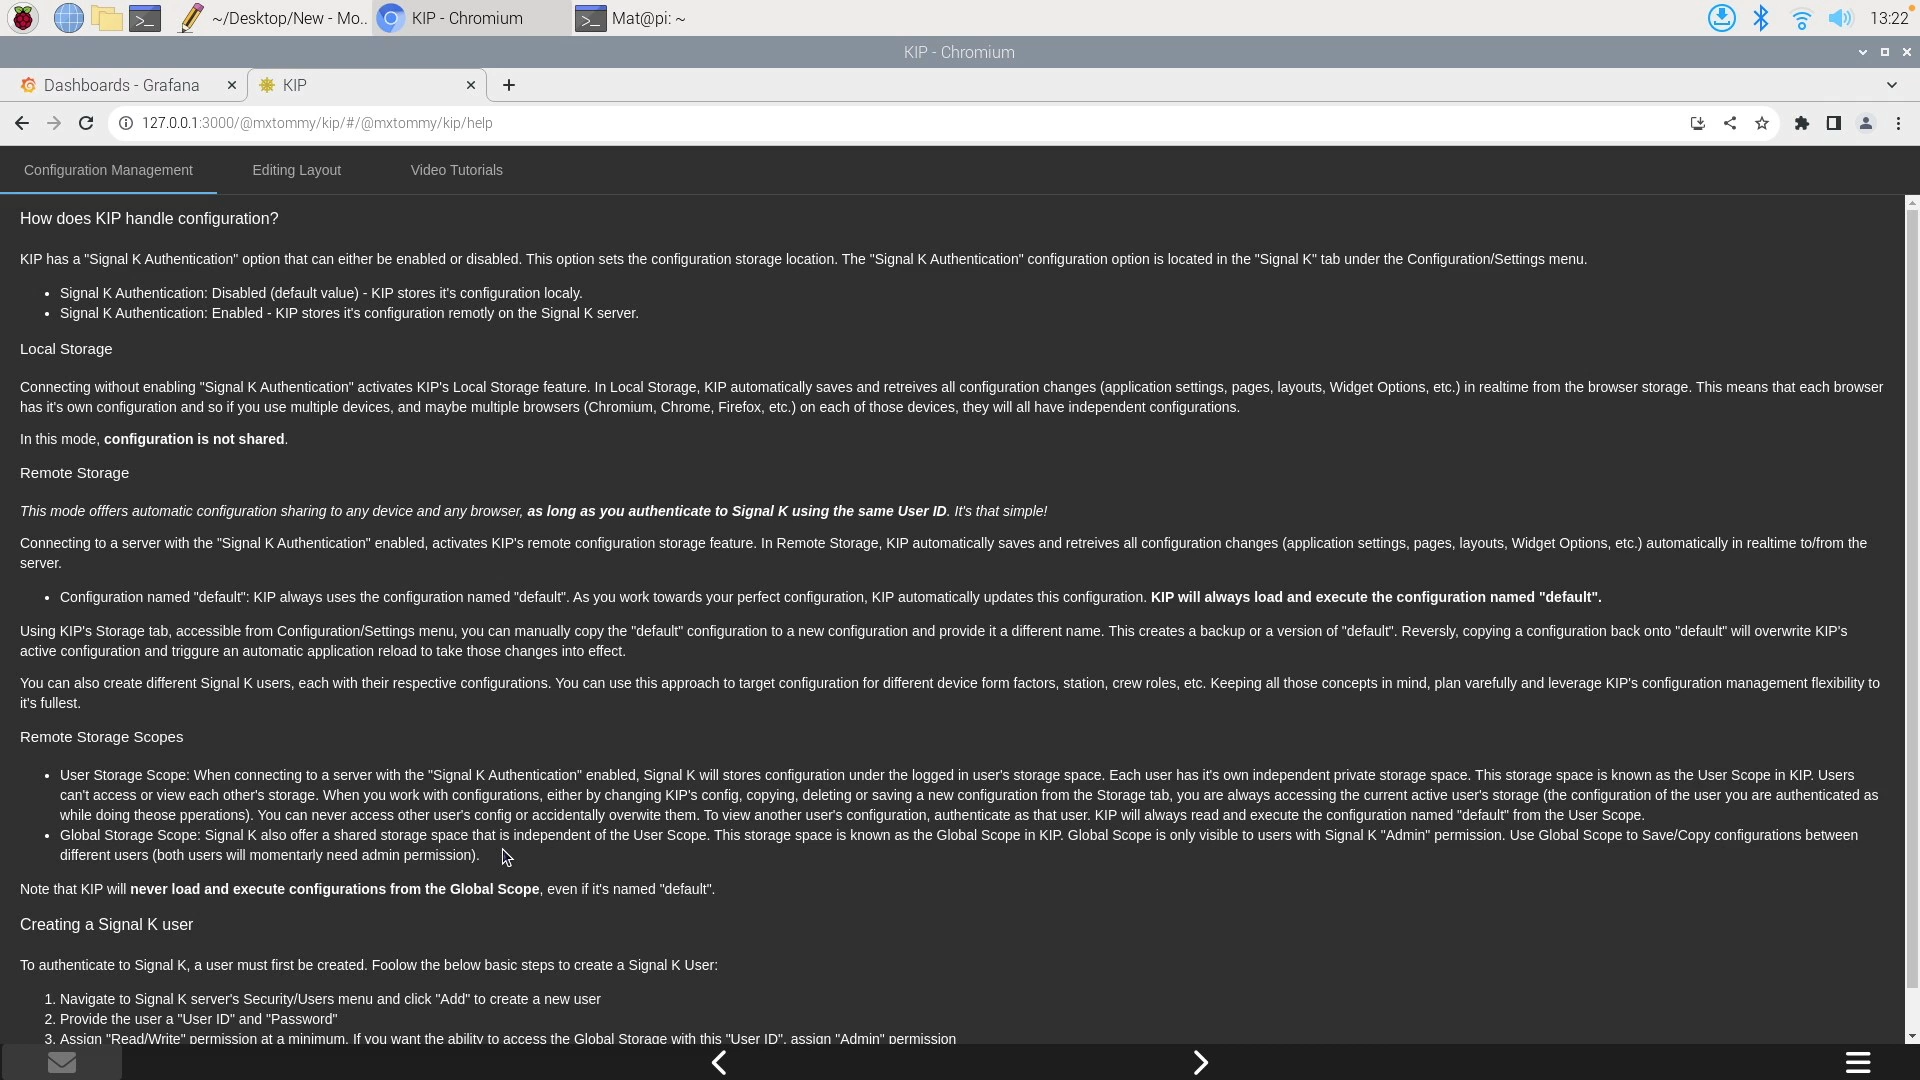 ~/Desktop/New - Mo..
KIP - Chromium
Mat@pi: ~
13:22
KIP - Chromium
Dashboards - Grafana
KIP
127.0.0.1:3000/@mxtommy/kip/#/@mxtommy/kip/help
Configuration Management
Editing Layout
Video Tutorials
How does KIP handle configuration?
KIP has a "Signal K Authentication" option that can either be enabled or disabled. This option sets the configuration storage location. The "Signal K Authentication" configuration option is located in the "Signal K" tab under the Configuration/Settings menu.
• Signal K Authentication: Disabled (default value) - KIP stores it's configuration localy.
• Signal K Authentication: Enabled - KIP stores it's configuration remotly on the Signal K server.
Local Storage
Connecting without enabling "Signal K Authentication" activates KIP's Local Storage feature. In Local Storage, KIP automatically saves and retreives all configuration changes (application settings, pages, layouts, Widget Options, etc.) in realtime from the browser storage. This means that each browser
has it's own configuration and so if you use multiple devices, and maybe multiple browsers (Chromium, Chrome, Firefox, etc.) on each of those devices, they will all have independent configurations.
In this mode, configuration is not shared.
Remote Storage
This mode offfers automatic configuration sharing to any device and any browser, as long as you authenticate to Signal K using the same User ID. It's that simple!
Connecting to a server with the "Signal K Authentication" enabled, activates KIP's remote configuration storage feature. In Remote Storage, KIP automatically saves and retreives all configuration changes (application settings, pages, layouts, Widget Options, etc.) automatically in realtime to/from the
server.
• Configuration named "default": KIP always uses the configuration named "default". As you work towards your perfect configuration, KIP automatically updates this configuration. KIP will always load and execute the configuration named "default".
Using KIP's Storage tab, accessible from Configuration/Settings menu, you can manually copy the "default" configuration to a new configuration and provide it a different name. This creates a backup or a version of "default". Reversly, copying a configuration back onto "default" will overwrite KIP's
active configuration and triggure an automatic application reload to take those changes into effect.
You can also create different Signal K users, each with their respective configurations. You can use this approach to target configuration for different device form factors, station, crew roles, etc. Keeping all those concepts in mind, plan varefully and leverage KIP's configuration management flexibility to
it's fullest.
Remote Storage Scopes
• User Storage Scope: When connecting to a server with the "Signal K Authentication" enabled, Signal K will stores configuration under the logged in user's storage space. Each user has it's own independent private storage space. This storage space is known as the User Scope in KIP. Users
can't access or view each other's storage. When you work with configurations, either by changing KIP's config, copying, deleting or saving a new configuration from the Storage tab, you are always accessing the current active user's storage (the configuration of the user you are authenticated as
while doing theose pperations). You can never access other user's config or accidentally overwite them. To view another user's configuration, authenticate as that user. KIP will always read and execute the configuration named "default" from the User Scope.
• Global Storage Scope: Signal K also offer a shared storage space that is independent of the User Scope. This storage space is known as the Global Scope in KIP. Global Scope is only visible to users with Signal K "Admin" permission. Use Global Scope to Save/Copy configurations between
different users (both users will momentarly need admin permission).
Note that KIP will never load and execute configurations from the Global Scope, even if it's named "default".
Creating a Signal K user
To authenticate to Signal K, a user must first be created. Foolow the below basic steps to create a Signal K User:
1. Navigate to Signal K server's Security/Users menu and click "Add" to create a new user
2. Provide the user a "User ID" and "Password"
3. Assign "Read/Write" permission at a minimum. If you want the ability to access the Global Storage with this "User ID", assign "Admin" permission